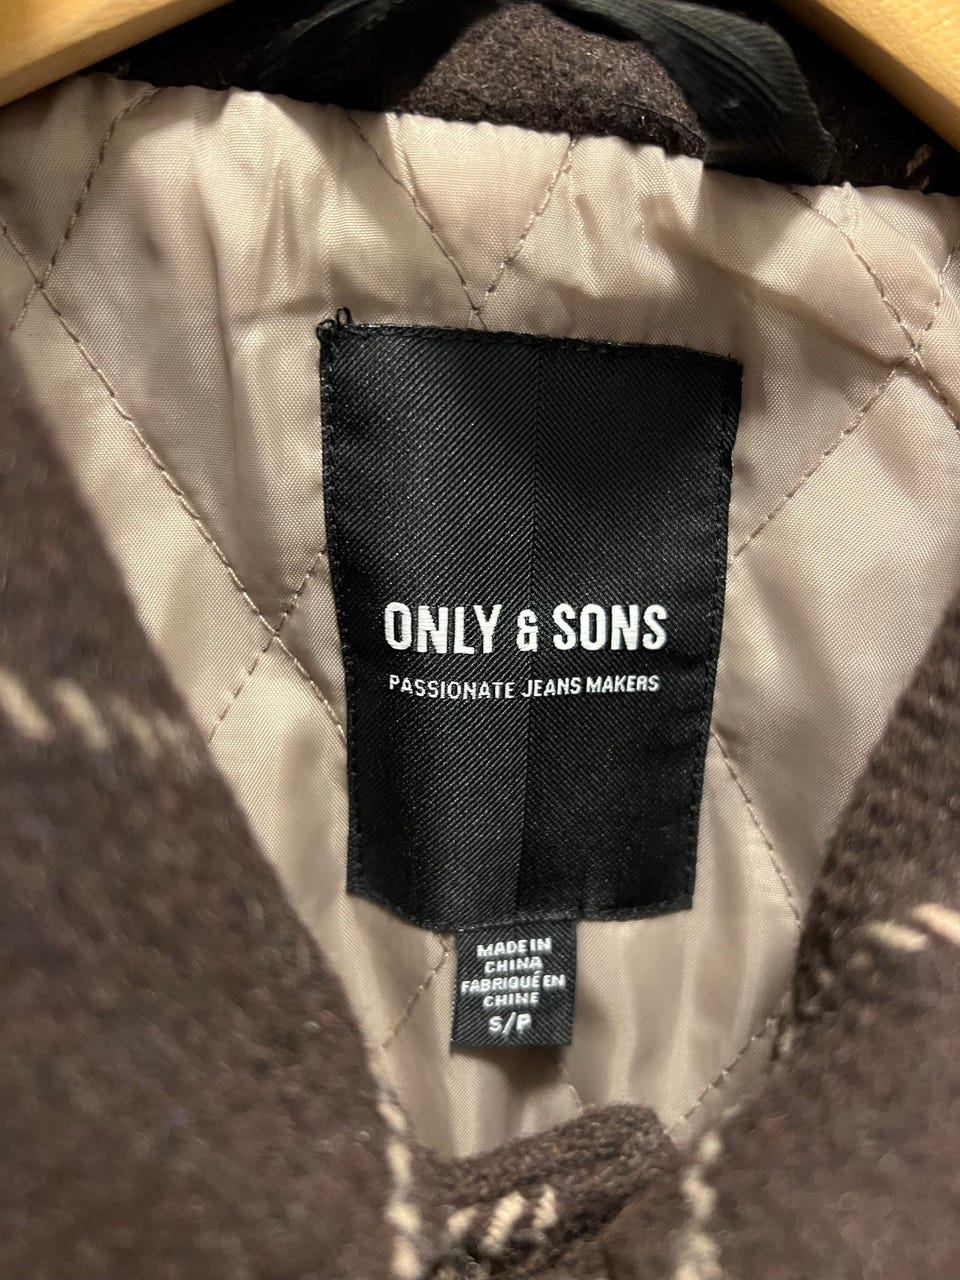 ONLY & SONS
PASSIONATE JEANS MAKERS
MADE IN
CHINA
FABRIQUÉ EN
CHINE
S/P